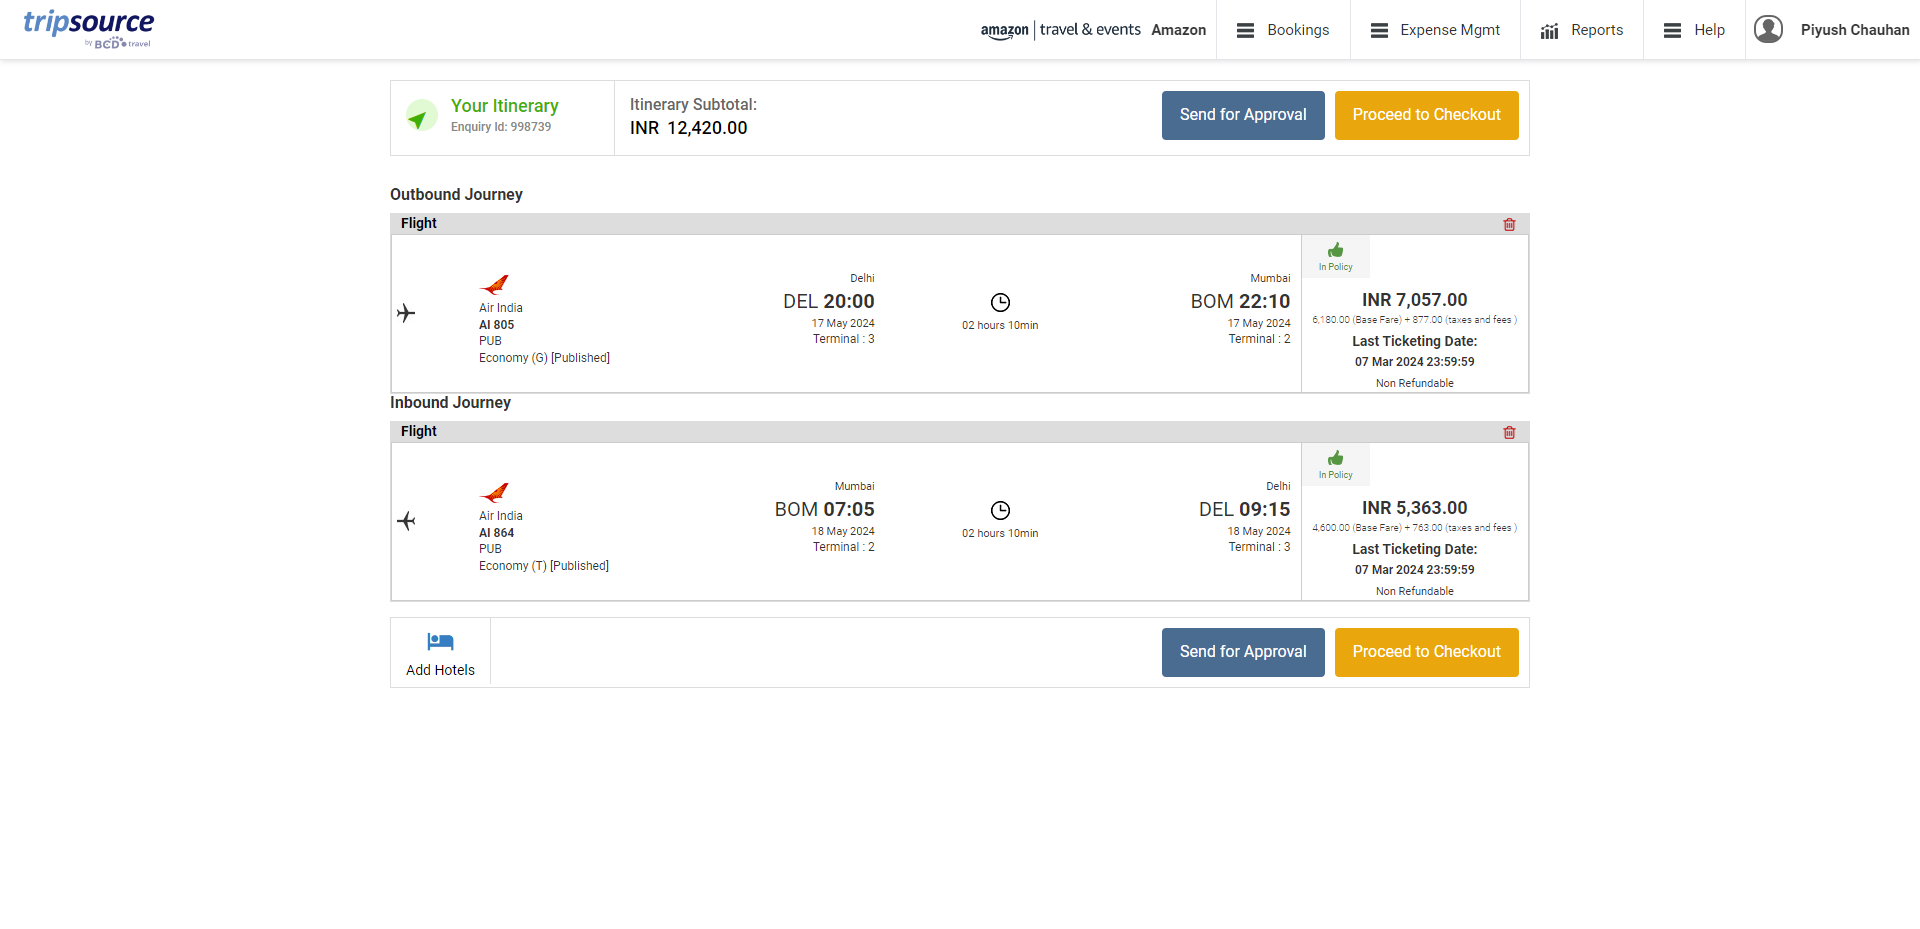 tripsource
by BCD travel
amazon | travel & events Amazon
Bookings
Expense Mgmt
Reports
Help
Piyush Chauhan
Your Itinerary
Enquiry Id: 998739
Itinerary Subtotal:
INR 12,420.00
Send for Approval
Proceed to Checkout
Outbound Journey
Flight
Air India
AI 805
PUB
Economy (G) [Published]
Delhi
DEL 20:00
17 May 2024
Terminal : 3
02 hours 10min
Mumbai
BOM 22:10
17 May 2024
Terminal : 2
In Policy
INR 7,057.00
6,180.00 (Base Fare) + 877.00 (taxes and fees )
Last Ticketing Date:
07 Mar 2024 23:59:59
Non Refundable
Inbound Journey
Flight
Air India
AI 864
PUB
Economy (T) [Published]
Mumbai
BOM 07:05
18 May 2024
Terminal : 2
02 hours 10min
Delhi
DEL 09:15
18 May 2024
Terminal : 3
In Policy
INR 5,363.00
4,600.00 (Base Fare) + 763.00 (taxes and fees )
Last Ticketing Date:
07 Mar 2024 23:59:59
Non Refundable
Add Hotels
Send for Approval
Proceed to Checkout